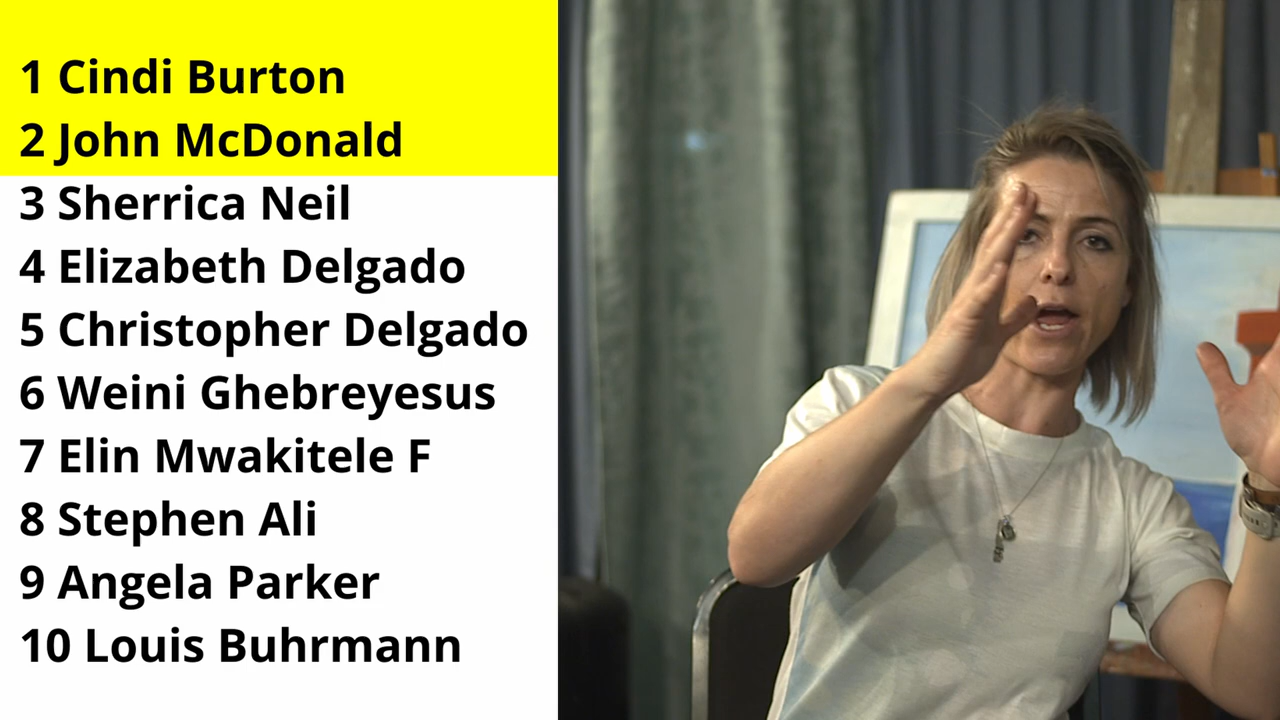 1 Cindi Burton
2 John McDonald
3 Sherrica Neil
4 Elizabeth Delgado
5 Christopher Delgado
6 Weini Ghebreyesus
7 Elin Mwakitele F
8 Stephen Ali
9 Angela Parker
10 Louis Buhrmann